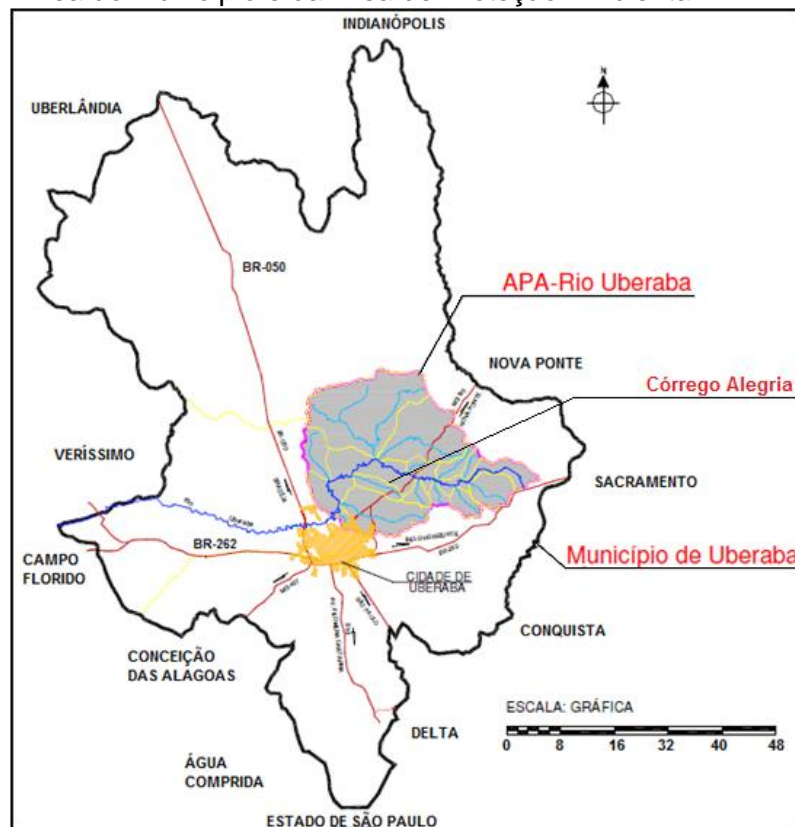 INDIANÓPOLIS
N
UBERLÂNDIA
BR-050
APA-Rio Uberaba
NOVA PONTE
Córrego Alegria
VERÍSSIMO
SACRAMENTO
RIO
Uberaba
BR-262
CAMPO
FLORIDO
CIDADE DE
UBERABA
Município de Uberaba
CONQUISTA
CONCEIÇÃO
DAS ALAGOAS
ESCALA: GRÁFICA
0 8 16 32 40 48
DELTA
ÁGUA
COMPRIDA
ESTADO DE SÃO PAULO